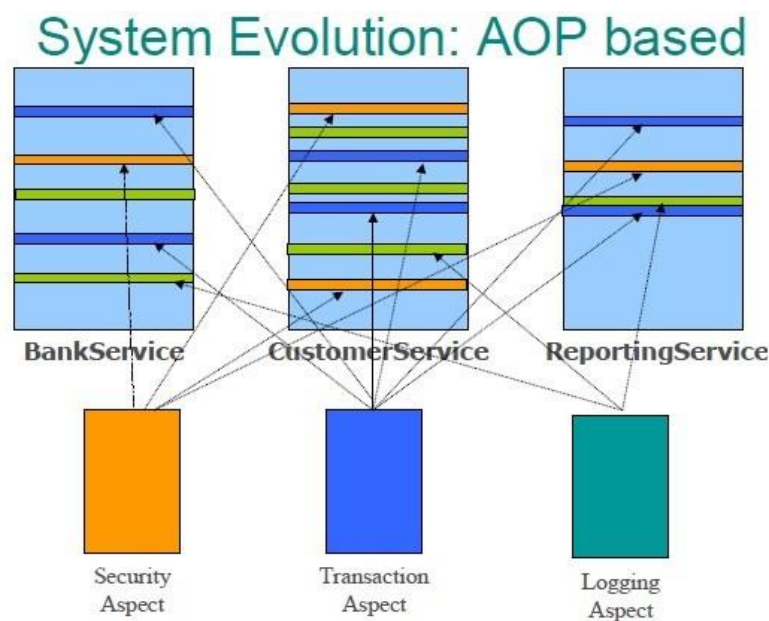 System Evolution: AOP based
BankService
CustomerService
ReportingService
Security
Aspect
Transaction
Aspect
Logging
Aspect